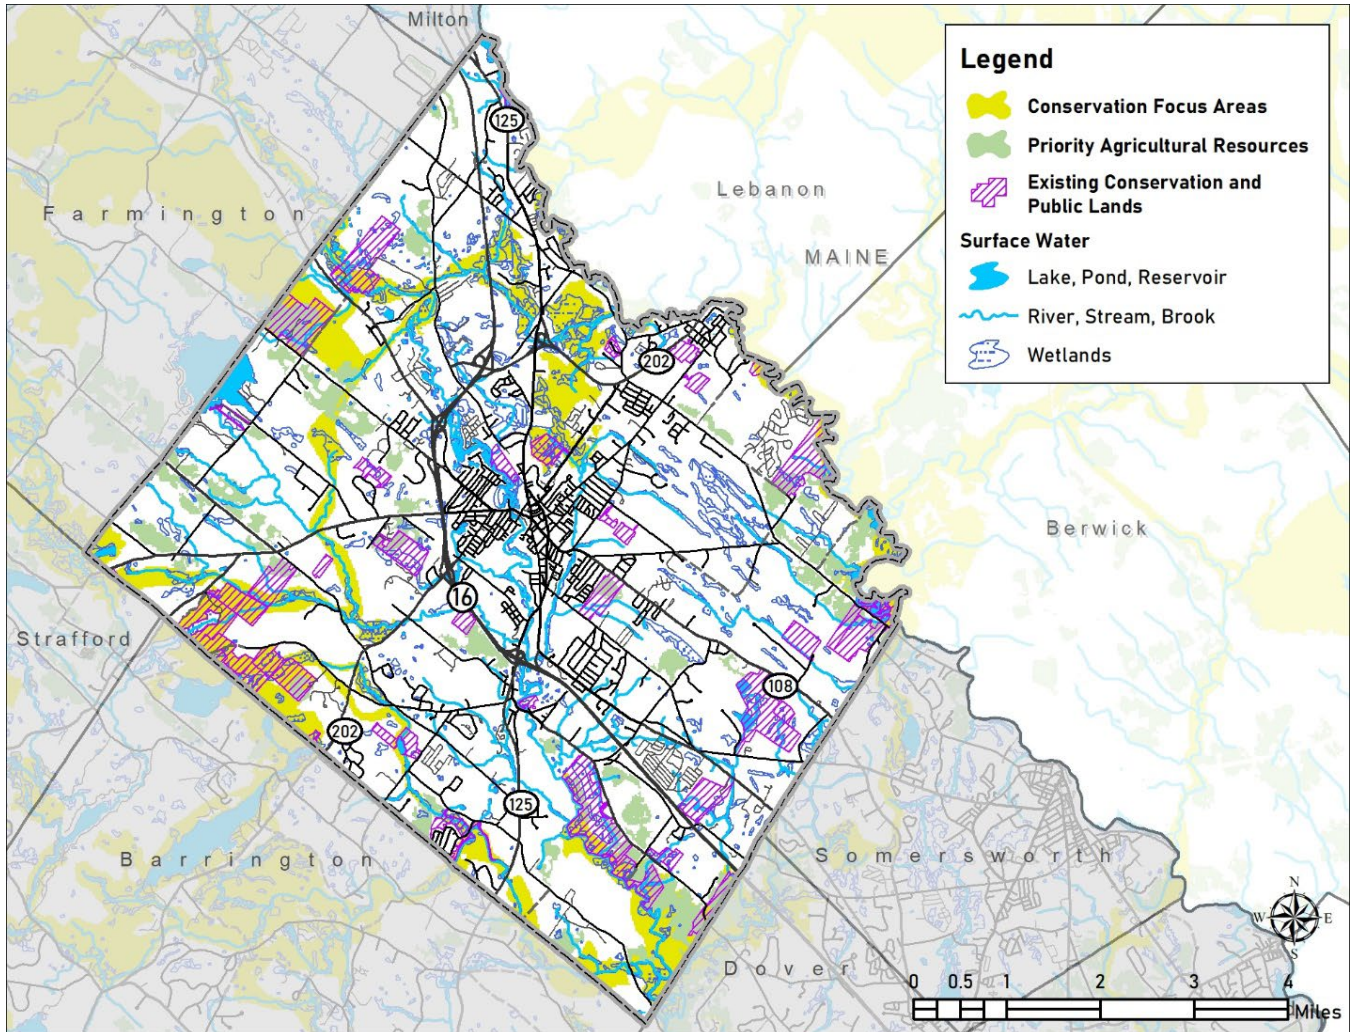 Milton
Legend
125
Conservation Focus Areas
Priority Agricultural Resources
Existing Conservation and
Public Lands
Lebanon
Farmington
MAINE
Surface Water
Lake, Pond, Reservoir
River, Stream, Brook
Wetlands
202
Berwick
16
Strafford
108
202
125
Barrington
Somersworth
N
W E
S
Dover
0 0.5 1 2 3 4
Miles